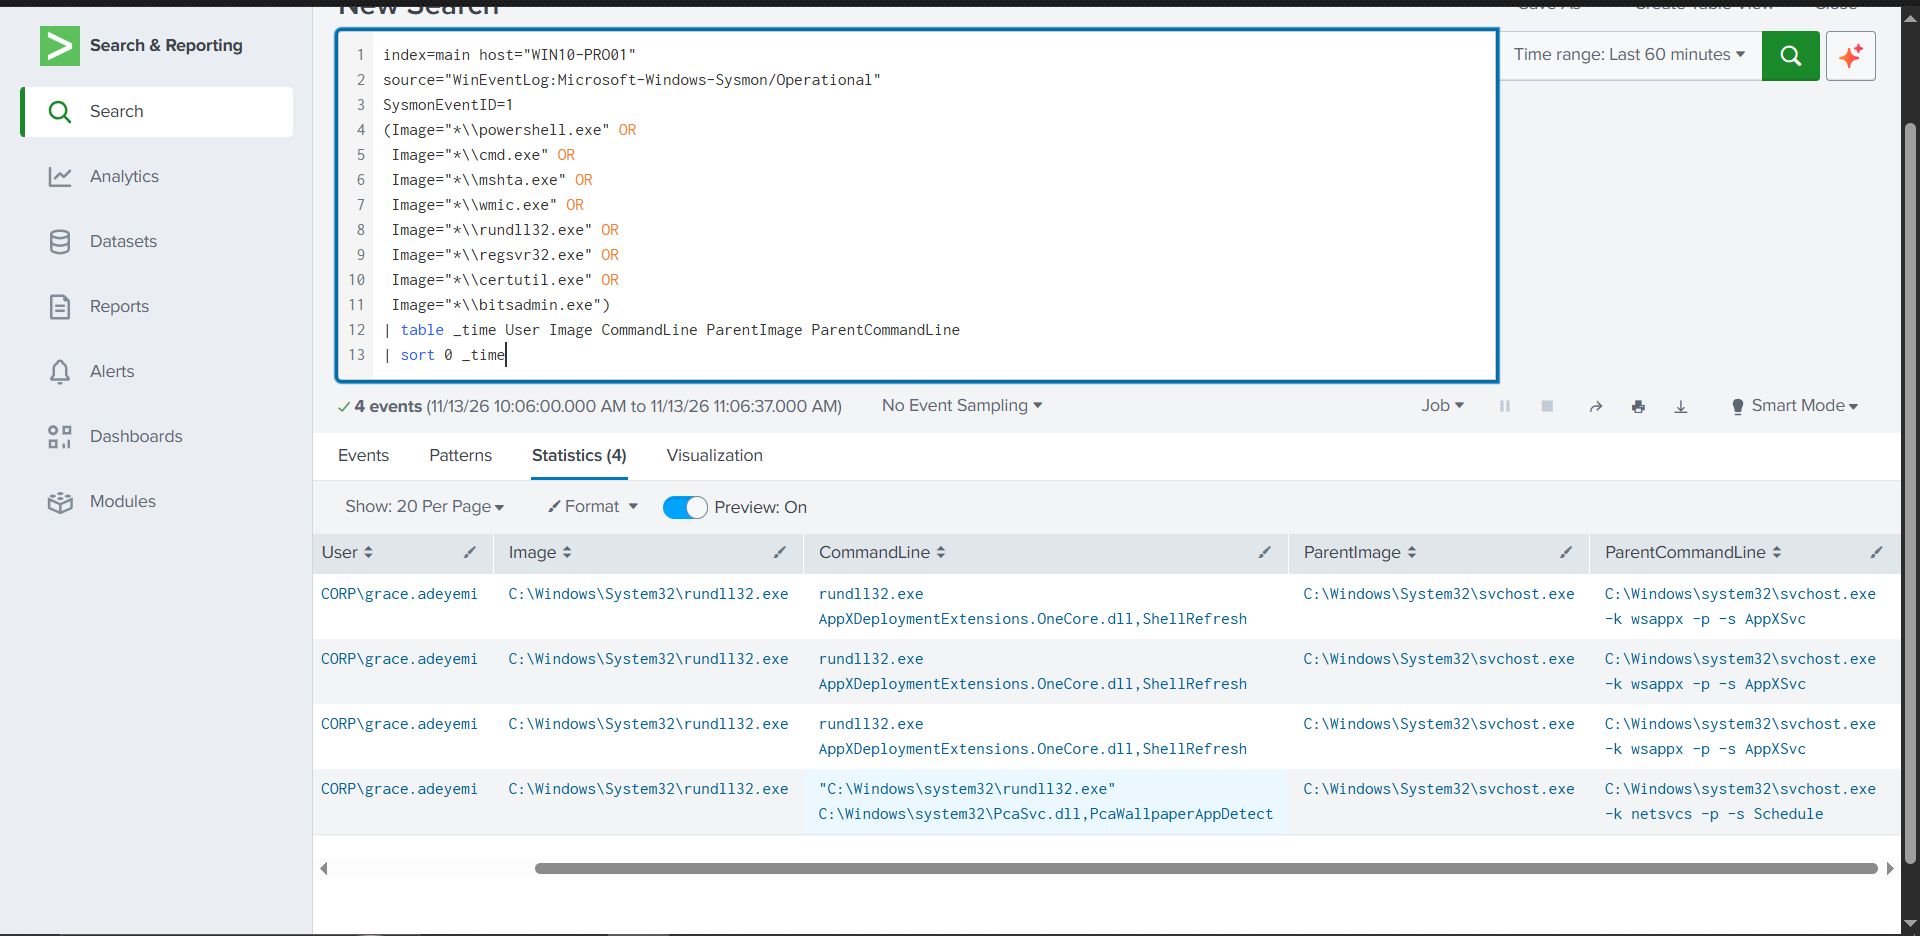 New Search
Save As
Create Table View
Close
Search & Reporting
Search
Analytics
Datasets
Reports
Alerts
Dashboards
Modules
1 index=main host="WIN10-PRO01"
2 source="WinEventLog:Microsoft-Windows-Sysmon/Operational"
3 SysmonEventID=1
4 (Image="*\\powershell.exe" OR
5 Image="*\\cmd.exe" OR
6 Image="*\\mshta.exe" OR
7 Image="*\\wmic.exe" OR
8 Image="*\\rundll32.exe" OR
9 Image="*\\regsvr32.exe" OR
10 Image="*\\certutil.exe" OR
11 Image="*\\bitsadmin.exe")
12 | table _time User Image CommandLine ParentImage ParentCommandLine
13 | sort 0 _time
Time range: Last 60 minutes
4 events (11/13/26 10:06:00.000 AM to 11/13/26 11:06:37.000 AM)
No Event Sampling
Job
Smart Mode
Events
Patterns
Statistics (4)
Visualization
Show: 20 Per Page
Format
Preview: On
User Image CommandLine ParentImage ParentCommandLine
CORP\grace.adeyemi C:\Windows\System32\rundll32.exe rundll32.exe C:\Windows\System32\svchost.exe C:\Windows\system32\svchost.exe
AppXDeploymentExtensions.OneCore.dll,ShellRefresh -k wsappx -p -s AppXSvc
CORP\grace.adeyemi C:\Windows\System32\rundll32.exe rundll32.exe C:\Windows\System32\svchost.exe C:\Windows\system32\svchost.exe
AppXDeploymentExtensions.OneCore.dll,ShellRefresh -k wsappx -p -s AppXSvc
CORP\grace.adeyemi C:\Windows\System32\rundll32.exe rundll32.exe C:\Windows\System32\svchost.exe C:\Windows\system32\svchost.exe
AppXDeploymentExtensions.OneCore.dll,ShellRefresh -k wsappx -p -s AppXSvc
CORP\grace.adeyemi C:\Windows\System32\rundll32.exe "C:\Windows\system32\rundll32.exe" C:\Windows\System32\svchost.exe C:\Windows\system32\svchost.exe
C:\Windows\system32\PcaSvc.dll,PcaWallpaperAppDetect -k netsvcs -p -s Schedule